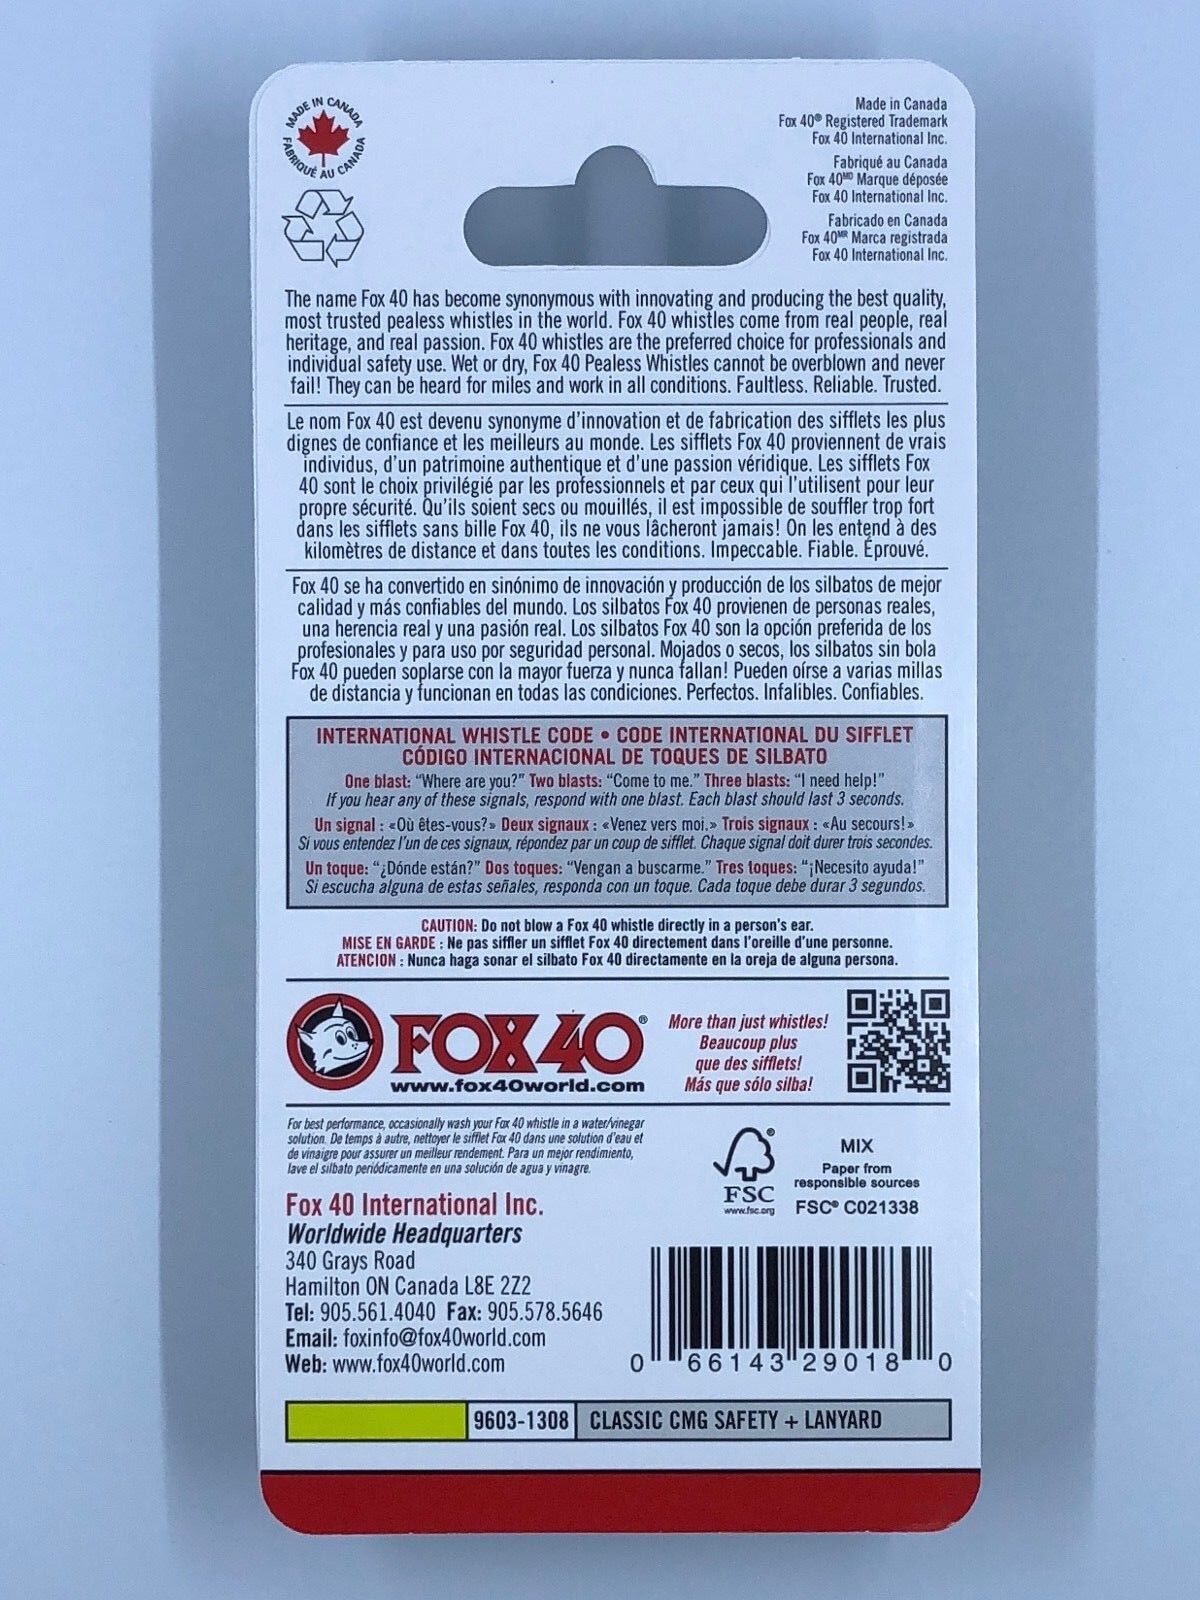 MADE IN CANADA
FABRIQUÉ AU CANADA
Made in Canada
Fox 40® Registered Trademark
Fox 40 International Inc.
Fabriqué au Canada
Fox 40MD Marque déposée
Fox 40 International Inc.
Fabricado en Canada
Fox 40MR Marca registrada
Fox 40 International Inc.
The name Fox 40 has become synonymous with innovating and producing the best quality,
most trusted pealess whistles in the world. Fox 40 whistles come from real people, real
heritage, and real passion. Fox 40 whistles are the preferred choice for professionals and
individual safety use. Wet or dry, Fox 40 Pealess Whistles cannot be overblown and never
fail! They can be heard for miles and work in all conditions. Faultless. Reliable. Trusted.
Le nom Fox 40 est devenu synonyme d'innovation et de fabrication des sifflets les plus
dignes de confiance et les meilleurs au monde. Les sifflets Fox 40 proviennent de vrais
individus, d'un patrimoine authentique et d'une passion véridique. Les sifflets Fox
40 sont le choix privilégié par les professionnels et par ceux qui l'utilisent pour leur
propre sécurité. Qu'ils soient secs ou mouillés, il est impossible de souffler trop fort
dans les sifflets sans bille Fox 40, ils ne vous lâcheront jamais! On les entend à des
kilomètres de distance et dans toutes les conditions. Impeccable. Fiable. Éprouvé.
Fox 40 se ha convertido en sinónimo de innovación y producción de los silbatos de mejor
calidad y más confiables del mundo. Los silbatos Fox 40 provienen de personas reales,
una herencia real y una pasión real. Los silbatos Fox 40 son la opción preferida de los
profesionales y para uso por seguridad personal. Mojados o secos, los silbatos sin bola
Fox 40 pueden soplarse con la mayor fuerza y nunca fallan! Pueden oírse a varias millas
de distancia y funcionan en todas las condiciones. Perfectos. Infalibles. Confiables.
INTERNATIONAL WHISTLE CODE • CODE INTERNATIONAL DU SIFFLET
CÓDIGO INTERNACIONAL DE TOQUES DE SILBATO
One blast: "Where are you?" Two blasts: "Come to me." Three blasts: "I need help!"
If you hear any of these signals, respond with one blast. Each blast should last 3 seconds.
Un signal : «Où êtes-vous?» Deux signaux : «Venez vers moi.» Trois signaux : «Au secours!»
Si vous entendez l'un de ces signaux, répondez par un coup de sifflet. Chaque signal doit durer trois secondes.
Un toque: "¿Dónde están?" Dos toques: "Vengan a buscarme." Tres toques: "¡Necesito ayuda!"
Si escucha alguna de estas señales, responda con un toque. Cada toque debe durar 3 segundos.
CAUTION: Do not blow a Fox 40 whistle directly in a person's ear.
MISE EN GARDE : Ne pas siffler un sifflet Fox 40 directement dans l'oreille d'une personne.
ATENCION : Nunca haga sonar el silbato Fox 40 directamente en la oreja de alguna persona.
FOX 40®
www.fox40world.com
More than just whistles!
Beaucoup plus
que des sifflets!
Más que sólo silba!
For best performance, occasionally wash your Fox 40 whistle in a water/vinegar
solution. De temps à autre, nettoyer le sifflet Fox 40 dans une solution d'eau et
de vinaigre pour assurer un meilleur rendement. Para un mejor rendimiento,
lave el silbato periódicamente en una solución de agua y vinagre.
®
FSC
www.fsc.org
MIX
Paper from
responsible sources
FSC® C021338
Fox 40 International Inc.
Worldwide Headquarters
340 Grays Road
Hamilton ON Canada L8E 2Z2
Tel: 905.561.4040 Fax: 905.578.5646
Email: foxinfo@fox40world.com
Web: www.fox40world.com
0 66143 29018 0
9603-1308 CLASSIC CMG SAFETY + LANYARD